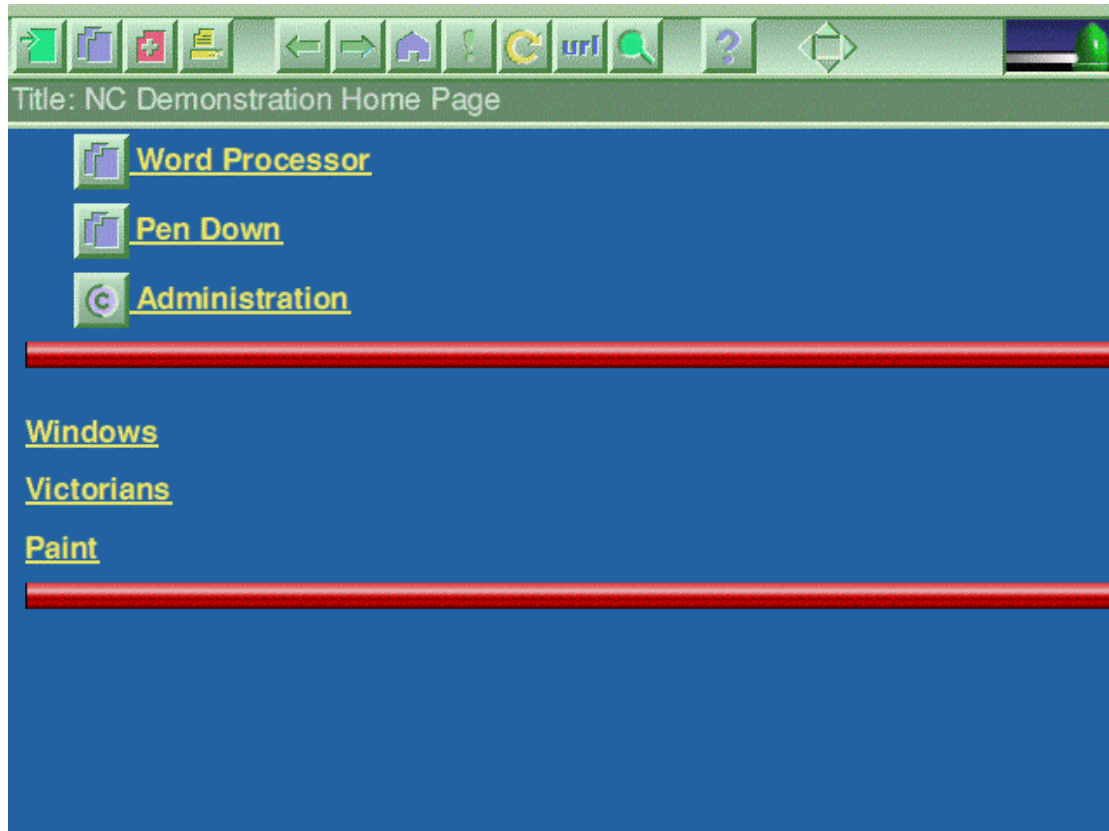 url
Title: NC Demonstration Home Page
Word Processor
Pen Down
Administration
Windows
Victorians
Paint